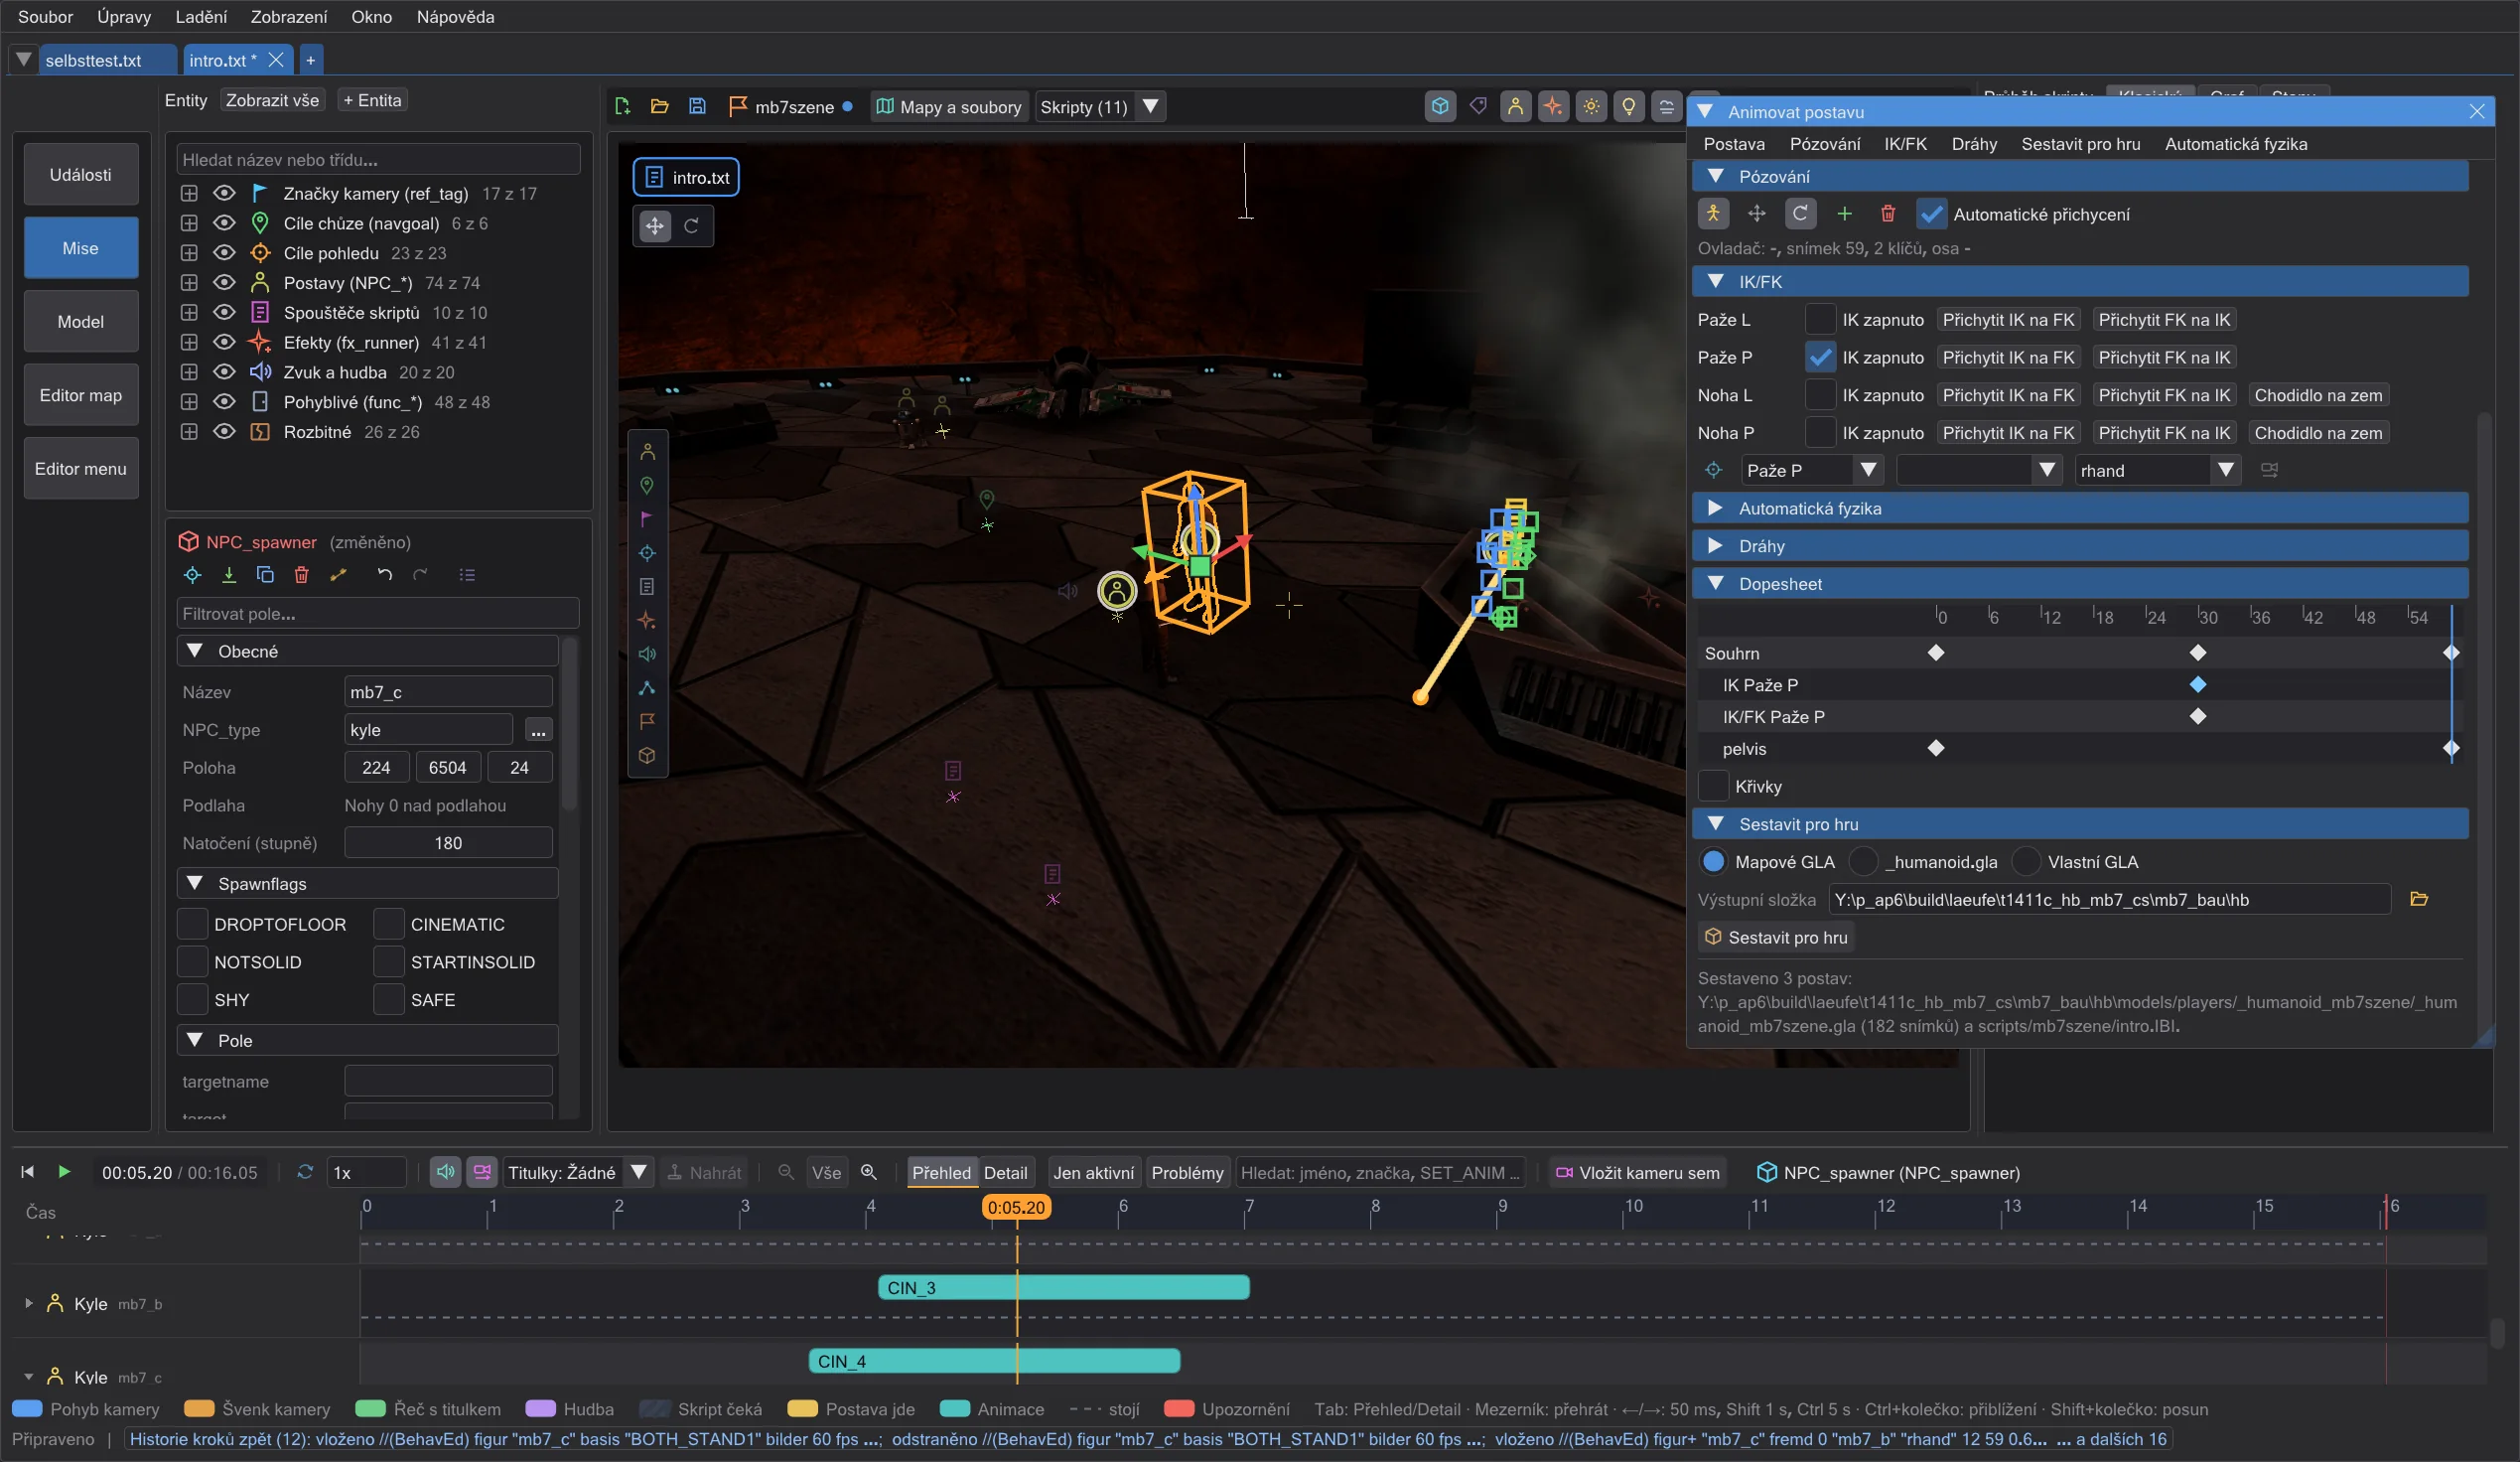 Soubor Úpravy Ladění Zobrazení Okno Nápověda
selbsttest.txt intro.txt * +
Entity Zobrazit vše + Entita
mb7szene Mapy a soubory Skripty (11)
Události
Mise
Model
Editor map
Editor menu
Hledat název nebo třídu...
Značky kamery (ref_tag) 17 z 17
Cíle chůze (navgoal) 6 z 6
Cíle pohledu 23 z 23
Postavy (NPC_*) 74 z 74
Spouštěče skriptů 10 z 10
Efekty (fx_runner) 41 z 41
Zvuk a hudba 20 z 20
Pohyblivé (func_*) 48 z 48
Rozbitné 26 z 26
NPC_spawner (změněno)
Filtrovat pole...
Obecné
Název mb7_c
NPC_type kyle ...
Poloha 224 6504 24
Podlaha Nohy 0 nad podlahou
Natočení (stupně) 180
Spawnflags
DROPTOFLOOR CINEMATIC
NOTSOLID STARTINSOLID
SHY SAFE
Pole
targetname
intro.txt
Animovat postavu
Postava Pózování IK/FK Dráhy Sestavit pro hru Automatická fyzika
Pózování
Automatické přichycení
Ovladač: -, snímek 59, 2 klíčů, osa -
IK/FK
Paže L IK zapnuto Přichytit IK na FK Přichytit FK na IK
Paže P IK zapnuto Přichytit IK na FK Přichytit FK na IK
Noha L IK zapnuto Přichytit IK na FK Přichytit FK na IK Chodidlo na zem
Noha P IK zapnuto Přichytit IK na FK Přichytit FK na IK Chodidlo na zem
Paže P rhand
Automatická fyzika
Dráhy
Dopesheet
0 6 12 18 24 30 36 42 48 54
Souhrn
IK Paže P
IK/FK Paže P
pelvis
Křivky
Sestavit pro hru
Mapové GLA _humanoid.gla Vlastní GLA
Výstupní složka Y:\p_ap6\build\laeufe\t1411c_hb_mb7_cs\mb7_bau\hb
Sestavit pro hru
Sestaveno 3 postav:
Y:\p_ap6\build\laeufe\t1411c_hb_mb7_cs\mb7_bau\hb\models/players/_humanoid_mb7szene/_hum
anoid_mb7szene.gla (182 snímků) a scripts/mb7szene/intro.IBI.
00:05.20 / 00:16.05 1x Titulky: Žádné Nahrát Vše Přehled Detail Jen aktivní Problémy Hledat: jméno, značka, SET_ANIM ... Vložit kameru sem NPC_spawner (NPC_spawner)
Čas 0 1 2 3 4 0:05.20 6 7 8 9 10 11 12 13 14 15 16
CIN_3
Kyle mb7_b
CIN_4
Kyle mb7_c
Pohyb kamery Švenk kamery Řeč s titulkem Hudba Skript čeká Postava jde Animace stojí Upozornění Tab: Přehled/Detail · Mezerník: přehrát · ←/→: 50 ms, Shift 1 s, Ctrl 5 s · Ctrl+kolečko: přiblížení · Shift+kolečko: posun
Připraveno | Historie kroků zpět (12): vloženo //(BehavEd) figur "mb7_c" basis "BOTH_STAND1" bilder 60 fps ...; odstraněno //(BehavEd) figur "mb7_c" basis "BOTH_STAND1" bilder 60 fps ...; vloženo //(BehavEd) figur+ "mb7_c" fremd 0 "mb7_b" "rhand" 12 59 0.6... ... a dalších 16